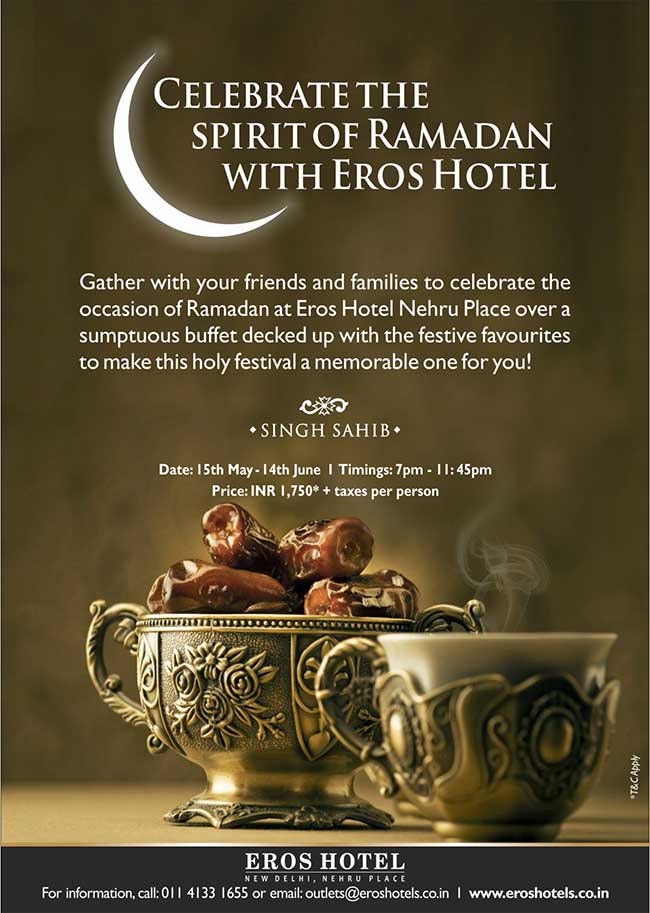 CELEBRATE THE
SPIRIT OF RAMADAN
WITH EROS HOTEL
Gather with your friends and families to celebrate the
occasion of Ramadan at Eros Hotel Nehru Place over a
sumptuous buffet decked up with the festive favourites
to make this holy festival a memorable one for you!
• SINGH SAHIB •
Date: 15th May - 14th June | Timings: 7pm - 11: 45pm
Price: INR 1,750* + taxes per person
*T&C Apply
EROS HOTEL
NEW DELHI, NEHRU PLACE
For information, call: 011 4133 1655 or email: outlets@eroshotels.co.in | www.eroshotels.co.in